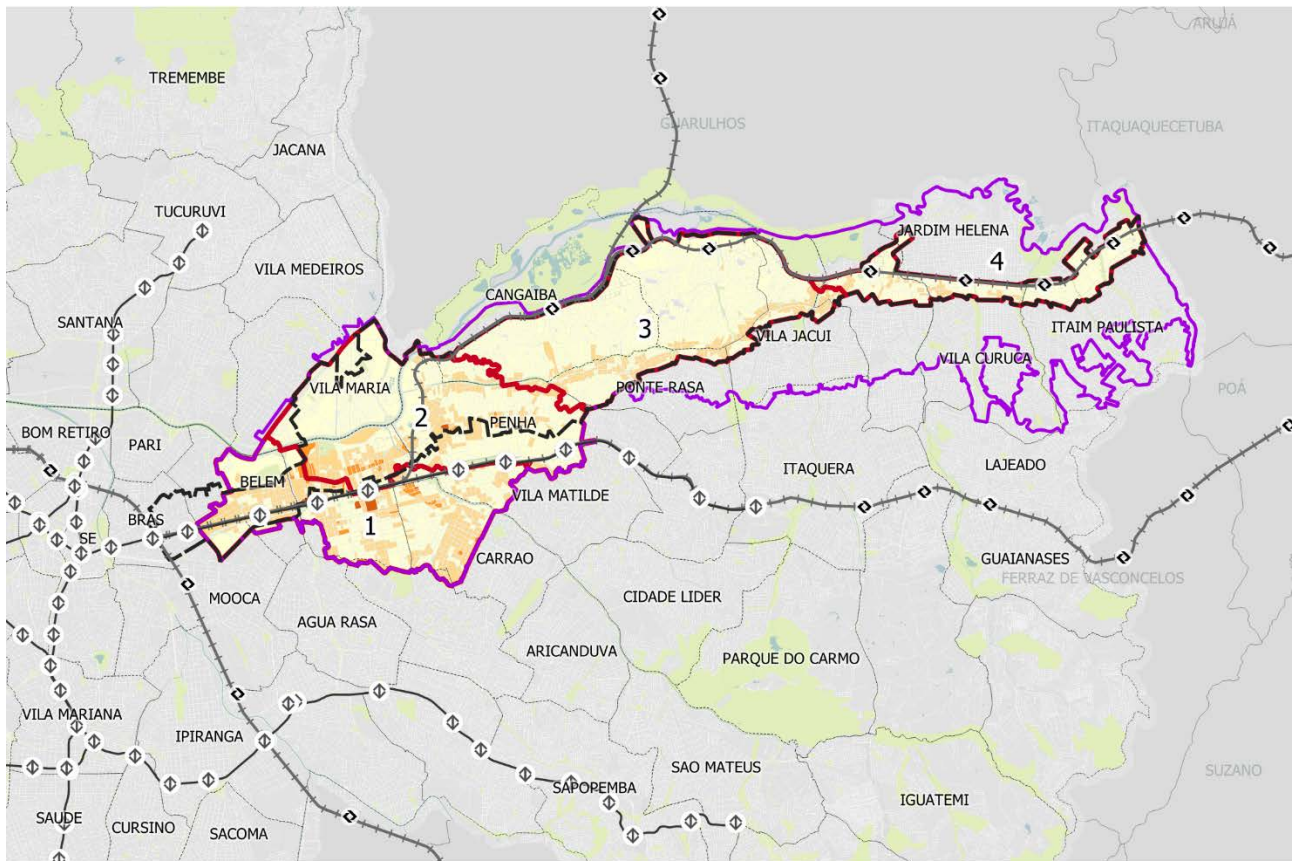 ARUJÁ
TREMEMBE
GUARULHOS
ITAQUAQUECETUBA
JACANA
TUCURUVI
JARDIM HELENA
VILA MEDEIROS
4
CANGAIBA
SANTANA
3
ITAIM PAULISTA
VILA JACUI
VILA CURUCA
VILA MARIA
PONTE RASA
POÁ
2
PENHA
BOM RETIRO
PARI
LAJEADO
ITAQUERA
BELEM
VILA MATILDE
BRAS
1
SE
CARRAO
GUAIANASES
FERRAZ DE VASCONCELOS
MOOCA
CIDADE LIDER
AGUA RASA
ARICANDUVA
PARQUE DO CARMO
VILA MARIANA
IPIRANGA
SAO MATEUS
SUZANO
SAPOPEMBA
IGUATEMI
SAUDE
CURSINO
SACOMA